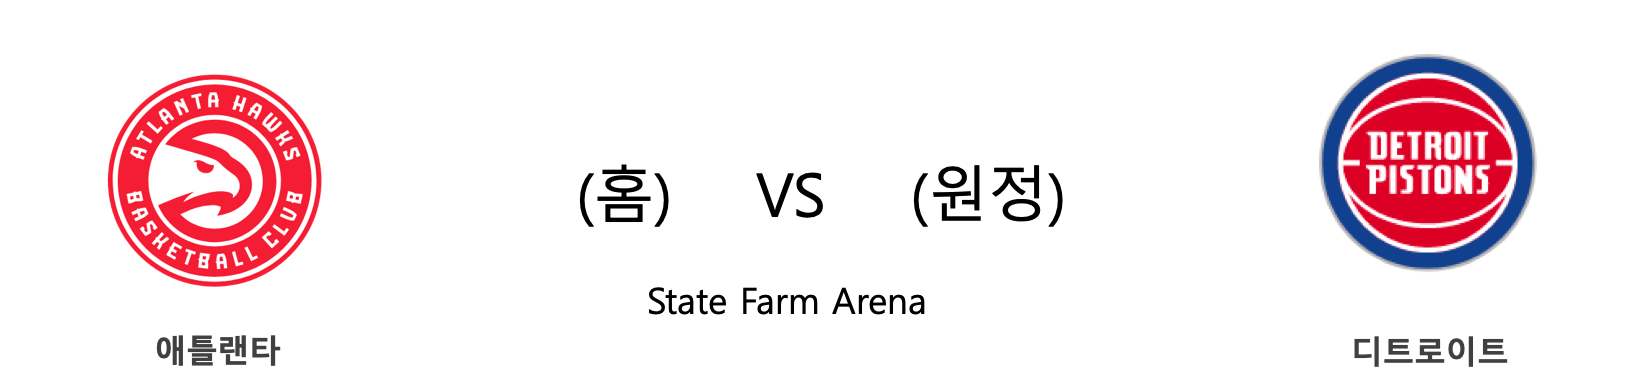 ATLANTA HAWKS
BASKETBALL CLUB
(홈) VS (원정)
DETROIT
PISTONS
State Farm Arena
애틀랜타
디트로이트